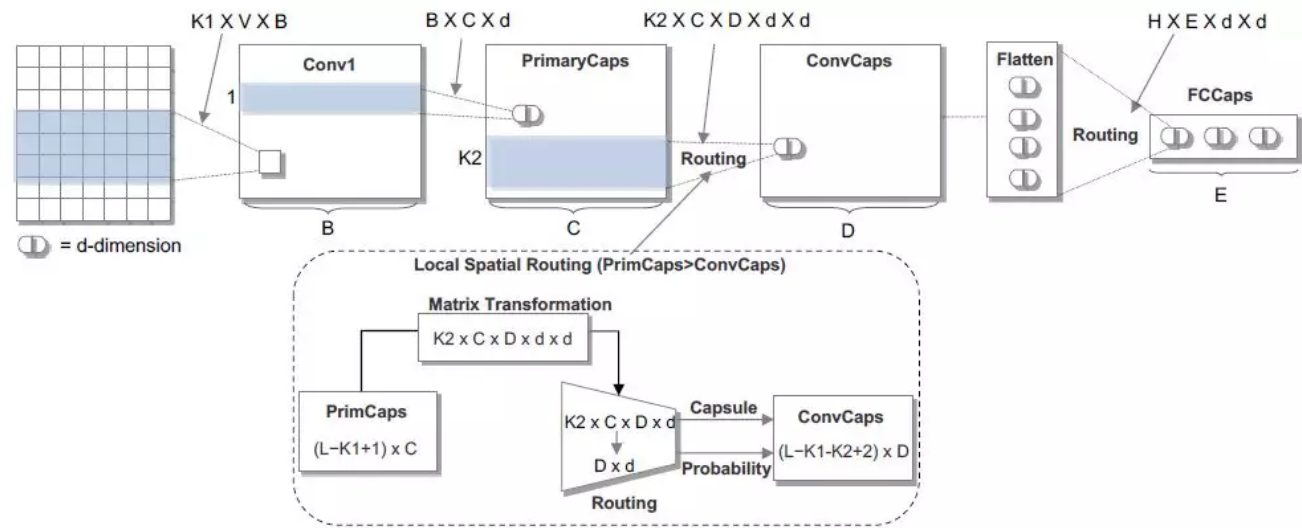 K1 X V X B
B X C X d
K2 X C X D X d X d
H X E X d X d
Conv1
PrimaryCaps
ConvCaps
Flatten
FCCaps
1
K2
Routing
Routing
B
C
D
E
= d-dimension
Local Spatial Routing (PrimCaps>ConvCaps)
Matrix Transformation
K2 x C x D x d x d
PrimCaps
(L−K1+1) x C
K2 x C x D x d
D x d
Routing
Capsule
Probability
ConvCaps
(L−K1-K2+2) x D